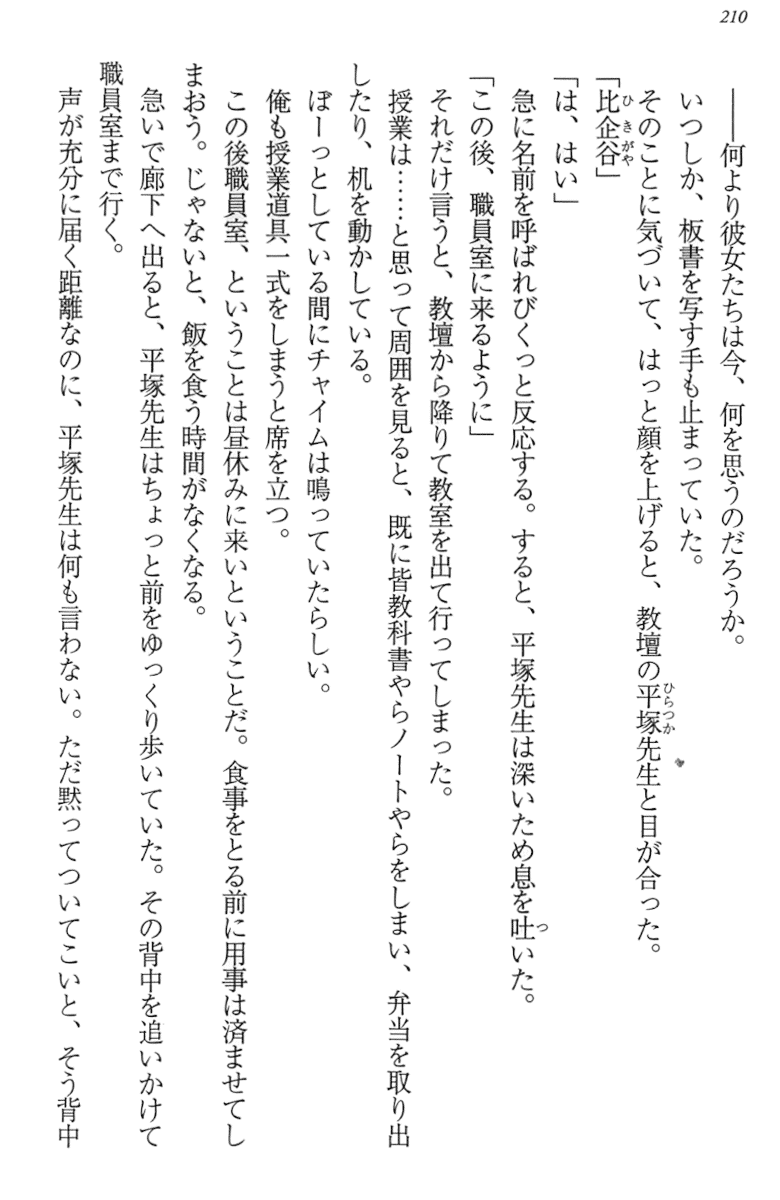 210
――何より彼女たちは今、何を思うのだろうか。
いつしか、板書を写す手も止まっていた。
そのことに気づいて、はっと顔を上げると、教壇の平塚先生と目が合った。
「比企谷」
「は、はい」
急に名前を呼ばれびくっと反応する。すると、平塚先生は深いため息を吐いた。
「この後、職員室に来るように」
それだけ言うと、教壇から降りて教室を出て行ってしまった。
授業は……と思って周囲を見ると、既に皆教科書やらノートやらをしまい、弁当を取り出
したり、机を動かしている。
ぼーっとしている間にチャイムは鳴っていたらしい。
俺も授業道具一式をしまうと席を立つ。
この後職員室、ということは昼休みに来いということだ。食事をとる前に用事は済ませてし
まおう。じゃないと、飯を食う時間がなくなる。
急いで廊下へ出ると、平塚先生はちょっと前をゆっくり歩いていた。その背中を追いかけて
職員室まで行く。
声が充分に届く距離なのに、平塚先生は何も言わない。ただ黙ってついてこいと、そう背中